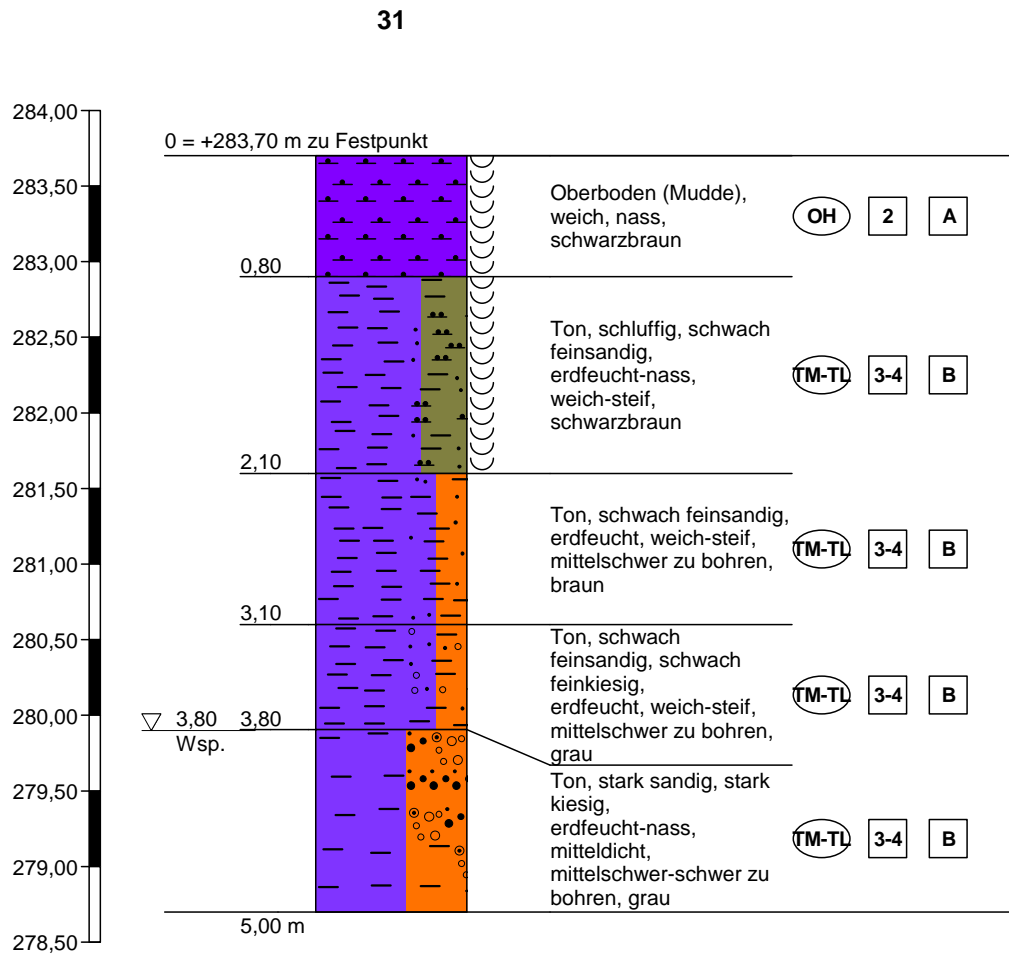 31
284,00
283,50
283,00
282,50
282,00
281,50
281,00
280,50
280,00
279,50
279,00
278,50
0 = +283,70 m zu Festpunkt
Oberboden (Mudde),
weich, nass,
schwarzbraun
OH 2 A
0,80
Ton, schluffig, schwach
feinsandig,
erdfeucht-nass,
weich-steif,
schwarzbraun
TM-TL 3-4 B
2,10
Ton, schwach feinsandig,
erdfeucht, weich-steif,
mittelschwer zu bohren,
braun
TM-TL 3-4 B
3,10
Ton, schwach
feinsandig, schwach
feinkiesig,
erdfeucht, weich-steif,
mittelschwer zu bohren,
grau
TM-TL 3-4 B
3,80 3,80
Wsp.
Ton, stark sandig, stark
kiesig,
erdfeucht-nass,
mitteldicht,
mittelschwer-schwer zu
bohren, grau
TM-TL 3-4 B
5,00 m